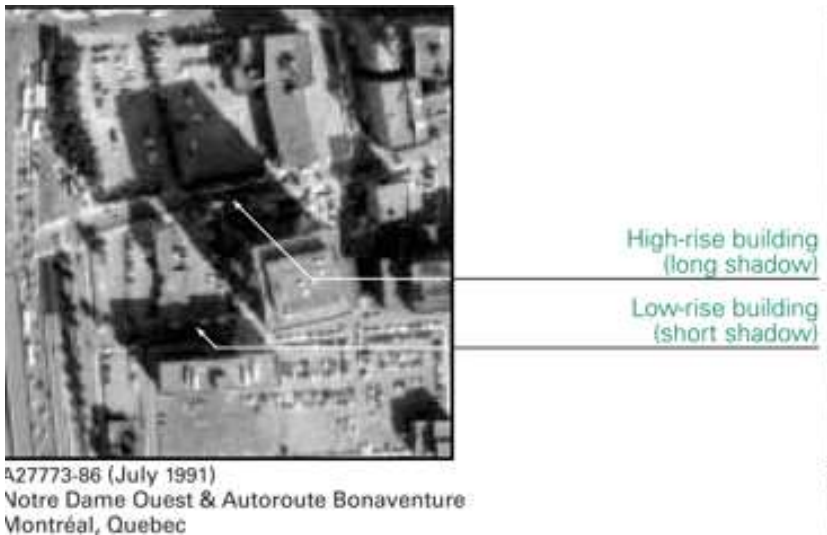 High-rise building
(long shadow)
Low-rise building
(short shadow)
A27773-86 (July 1991)
Notre Dame Ouest & Autoroute Bonaventure
Montréal, Quebec